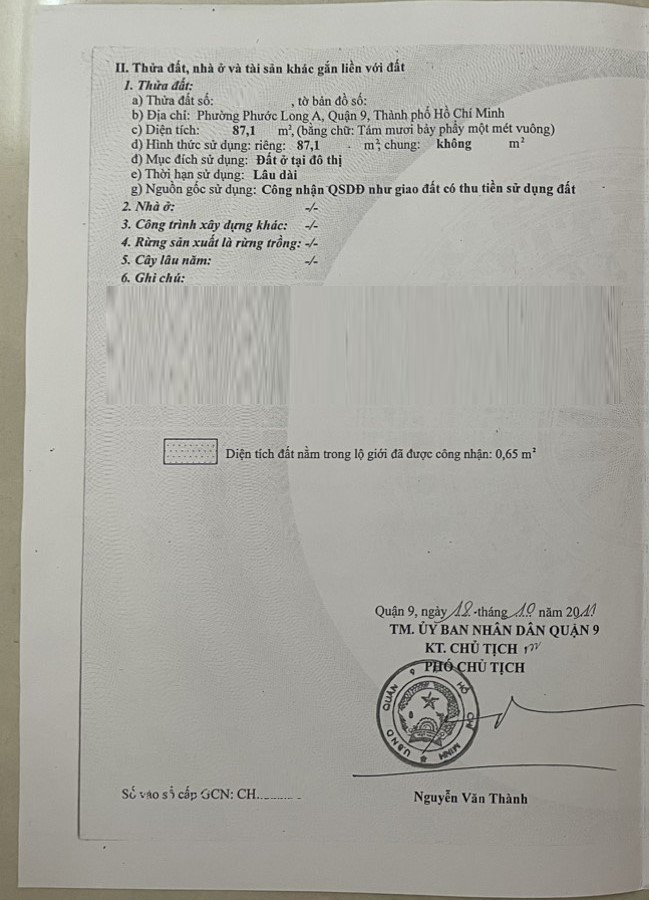 II. Thửa đất, nhà ở và tài sản khác gắn liền với đất
1. Thửa đất:
a) Thửa đất số: , tờ bản đồ số:
b) Địa chỉ: Phường Phước Long A, Quận 9, Thành phố Hồ Chí Minh
c) Diện tích: 87,1 m², (bằng chữ: Tám mươi bảy phẩy một mét vuông)
d) Hình thức sử dụng: riêng: 87,1 m²; chung: không m²
đ) Mục đích sử dụng: Đất ở tại đô thị
e) Thời hạn sử dụng: Lâu dài
g) Nguồn gốc sử dụng: Công nhận QSDĐ như giao đất có thu tiền sử dụng đất
2. Nhà ở: -/-
3. Công trình xây dựng khác: -/-
4. Rừng sản xuất là rừng trồng: -/-
5. Cây lâu năm: -/-
6. Ghi chú:
Diện tích đất nằm trong lộ giới đã được công nhận: 0,65 m²
Quận 9, ngày 12 tháng 10 năm 2011
TM. ỦY BAN NHÂN DÂN QUẬN 9
KT. CHỦ TỊCH
PHÓ CHỦ TỊCH
UBND QUẬN 9 HỒ CHÍ MINH
Số vào sổ cấp GCN: CH..........
Nguyễn Văn Thành